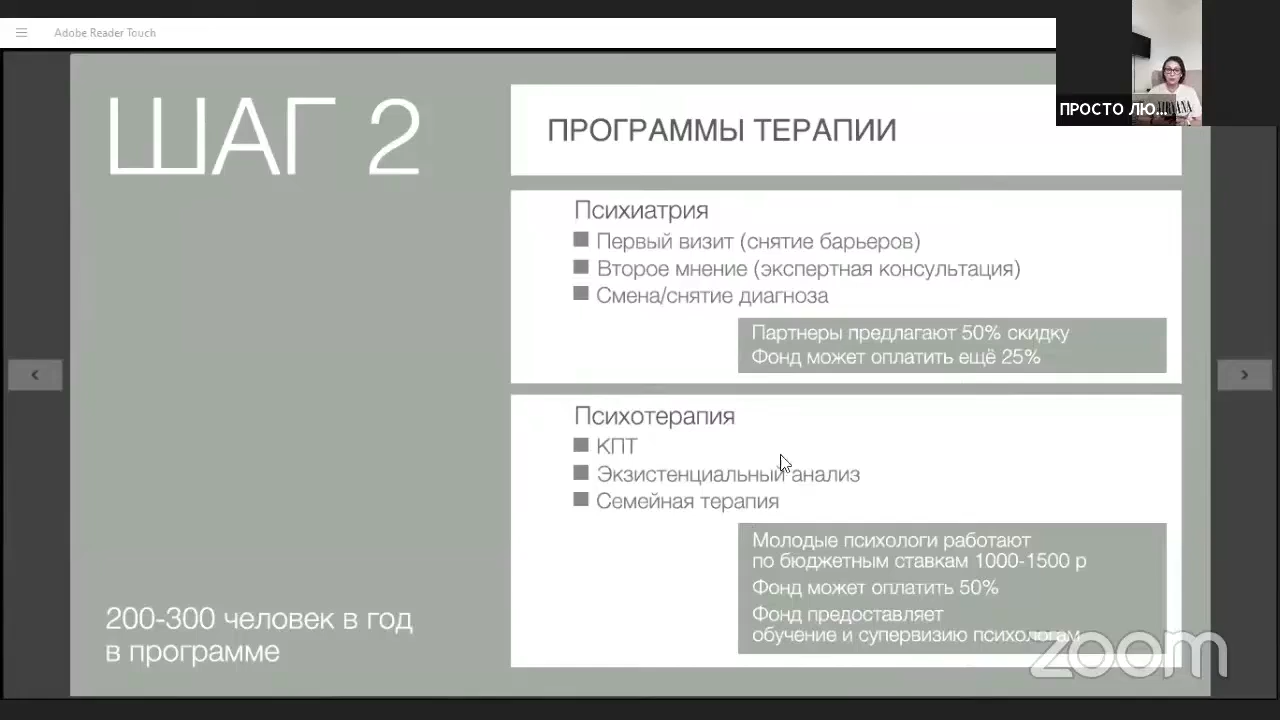 Adobe Reader Touch
ПРОСТО ЛЮ...
NIRVANA
ШАГ 2
ПРОГРАММЫ ТЕРАПИИ
Психиатрия
Первый визит (снятие барьеров)
Второе мнение (экспертная консультация)
Смена/снятие диагноза
Партнеры предлагают 50% скидку
Фонд может оплатить ещё 25%
Психотерапия
КПТ
Экзистенциальный анализ
Семейная терапия
Молодые психологи работают
по бюджетным ставкам 1000-1500 р
Фонд может оплатить 50%
Фонд предоставляет
обучение и супервизию психологам
200-300 человек в год
в программе
zoom